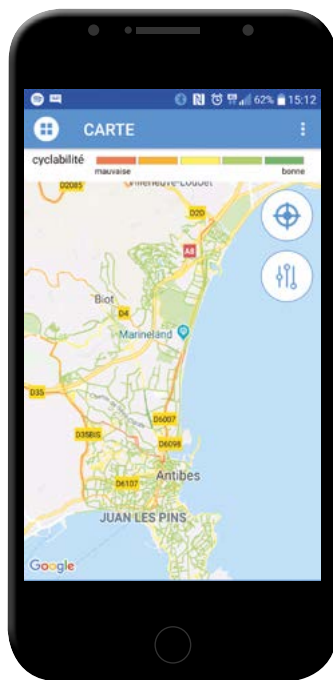 62% 15:12
CARTE
cyclabilité
mauvaise bonne
D2085 Villeneuve-Loubet
D2D
A8
Biot
D4
Marineland
D35
D6007
D35BIS
D6098
Antibes
D6107
JUAN LES PINS
Google